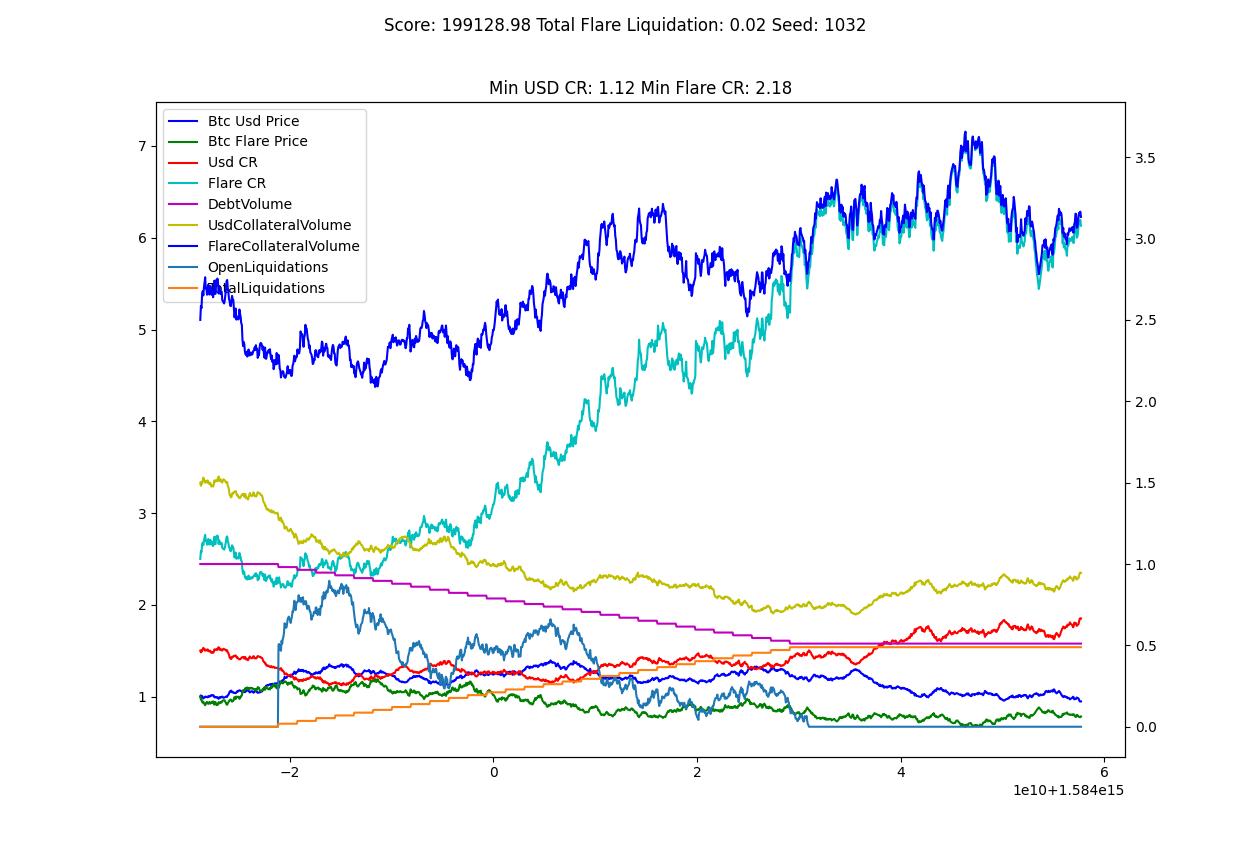 Score: 199128.98 Total Flare Liquidation: 0.02 Seed: 1032
Min USD CR: 1.12 Min Flare CR: 2.18
Btc Usd Price
Btc Flare Price
Usd CR
Flare CR
DebtVolume
UsdCollateralVolume
FlareCollateralVolume
OpenLiquidations
TotalLiquidations
7
6
5
4
3
2
1
3.5
3.0
2.5
2.0
1.5
1.0
0.5
0.0
−2
0
2
4
6
1e10+1.584e15